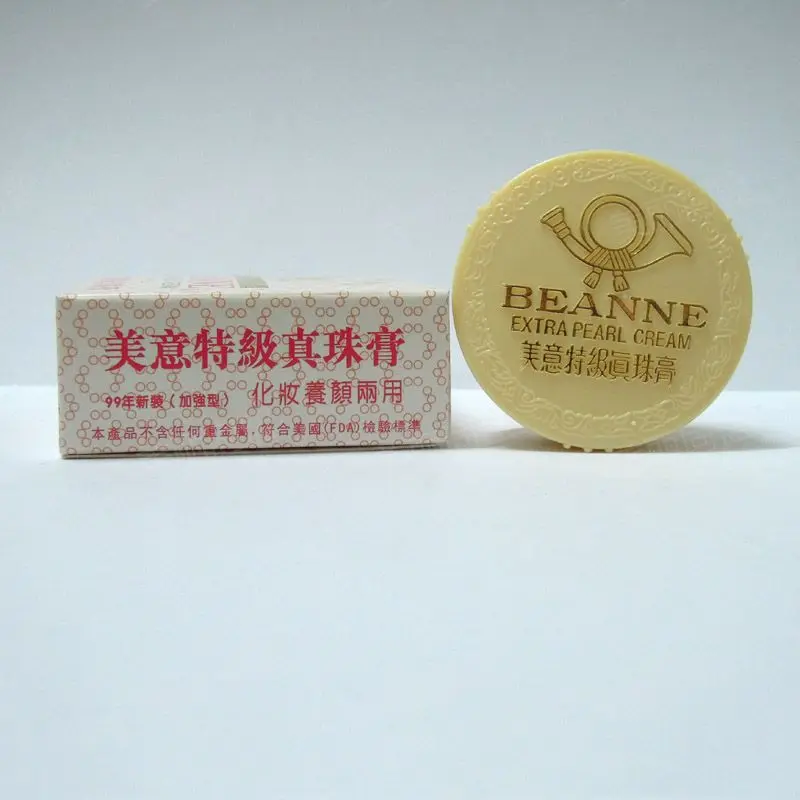 美意特級真珠膏
99年新裝（加強型） 化妝養顏兩用
本產品不含任何重金屬，符合美國(FDA)檢驗標準
BEANNE
EXTRA PEARL CREAM
美意特級眞珠膏